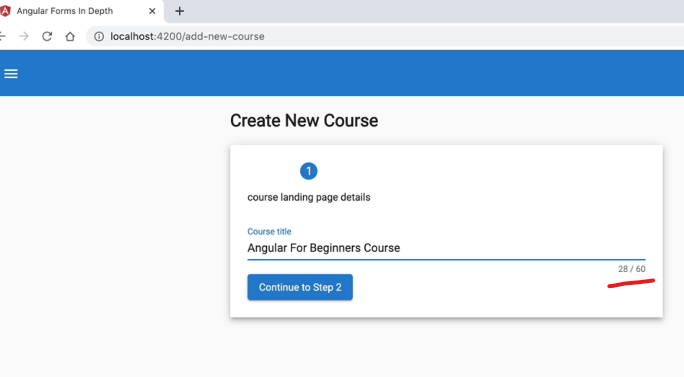 Angular Forms In Depth
localhost:4200/add-new-course
Create New Course
1
course landing page details
Course title
Angular For Beginners Course
28 / 60
Continue to Step 2